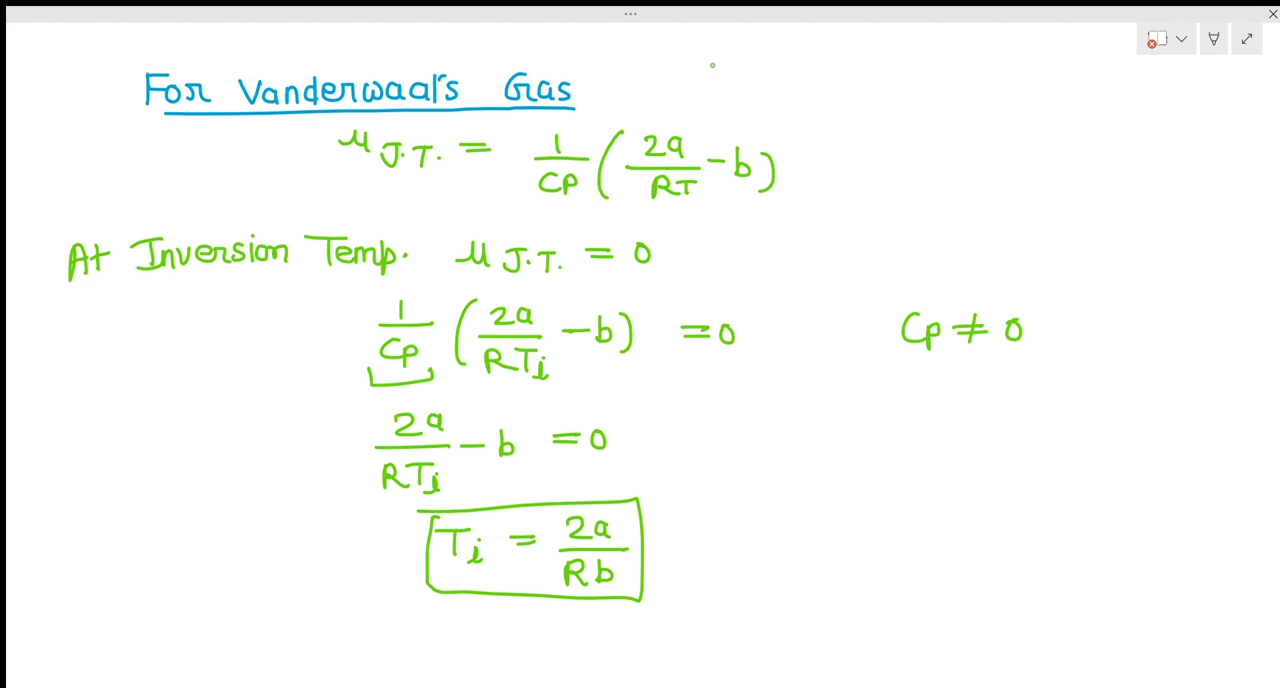 For Vanderwaal's Gas
μ J.T. = 1/CP (2a/RT - b)
At Inversion Temp. μ J.T. = 0
1/Cp (2a/RTi - b) = 0 Cp ≠ 0
2a/RTi - b = 0
Ti = 2a/Rb